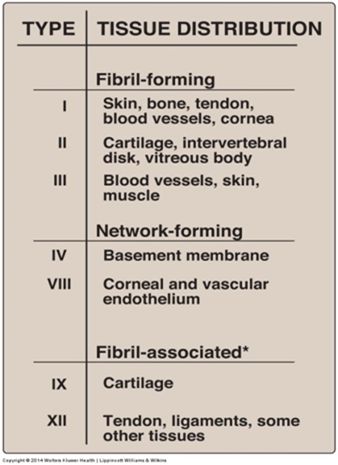 TYPE TISSUE DISTRIBUTION
Fibril-forming
I Skin, bone, tendon,
blood vessels, cornea
II Cartilage, intervertebral
disk, vitreous body
III Blood vessels, skin,
muscle
Network-forming
IV Basement membrane
VIII Corneal and vascular
endothelium
Fibril-associated*
IX Cartilage
XII Tendon, ligaments, some
other tissues
Copyright © 2014 Wolters Kluwer Health | Lippincott Williams & Wilkins